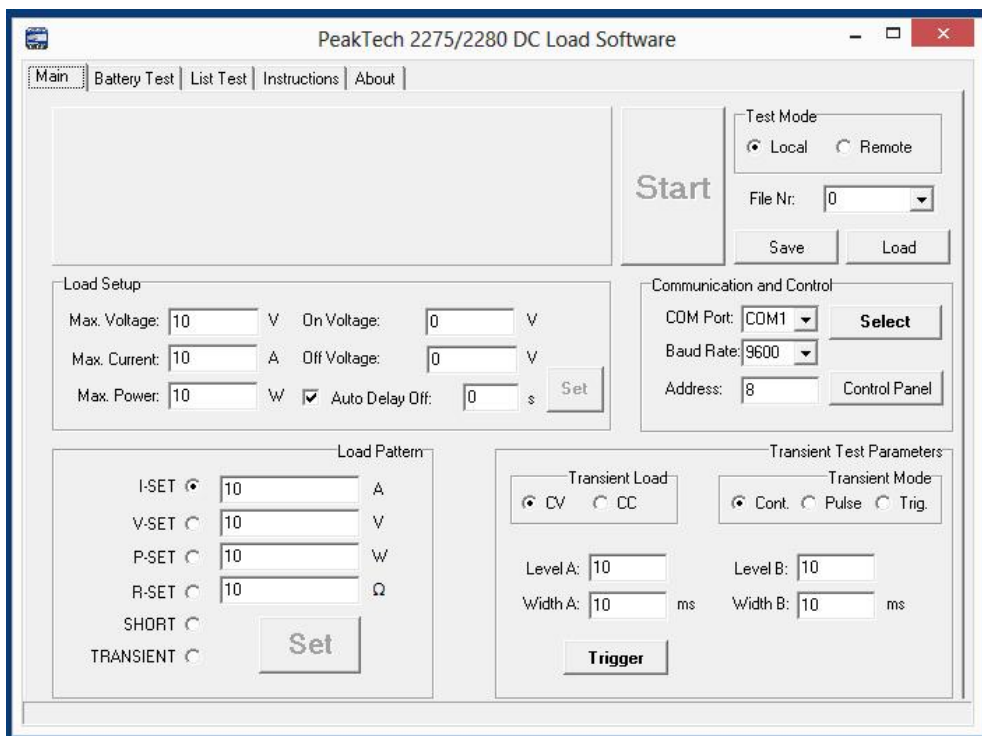 PeakTech 2275/2280 DC Load Software
Main Battery Test List Test Instructions About
Start
Test Mode
Local Remote
File Nr: 0
Save Load
Load Setup
Max. Voltage: 10 V On Voltage: 0 V
Max. Current: 10 A Off Voltage: 0 V
Max. Power: 10 W Auto Delay Off: 0 s Set
Communication and Control
COM Port: COM1 Select
Baud Rate: 9600
Address: 8 Control Panel
Load Pattern
I-SET 10 A
V-SET 10 V
P-SET 10 W
R-SET 10 Ω
SHORT
TRANSIENT
Set
Transient Test Parameters
Transient Load
CV CC
Transient Mode
Cont. Pulse Trig.
Level A: 10 Level B: 10
Width A: 10 ms Width B: 10 ms
Trigger